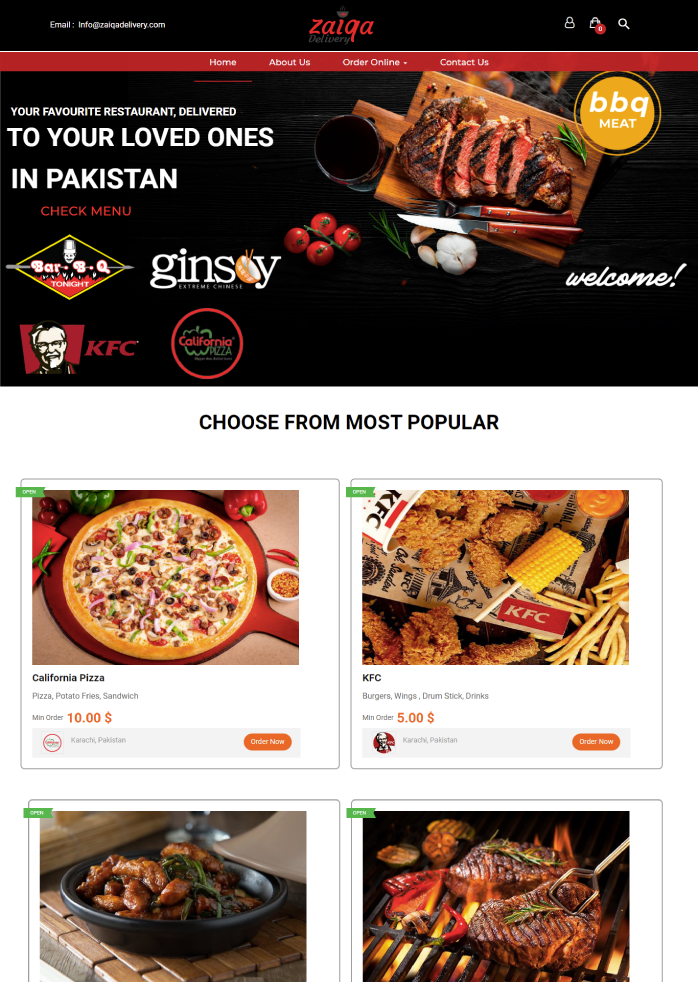 Email : Info@zaiqadelivery.com
zaiqa
Delivery
0
Home About Us Order Online Contact Us
YOUR FAVOURITE RESTAURANT, DELIVERED
TO YOUR LOVED ONES
IN PAKISTAN
CHECK MENU
bbq
MEAT
Bar·B·Q
TONIGHT
ginsoy
EXTREME CHINESE
welcome!
KFC
California
PIZZA
CHOOSE FROM MOST POPULAR
OPEN
California Pizza
Pizza, Potato Fries, Sandwich
Min Order 10.00 $
Karachi, Pakistan
Order Now
OPEN
KFC
KFC
KFC
Burgers, Wings , Drum Stick, Drinks
Min Order 5.00 $
Karachi, Pakistan
Order Now
OPEN
OPEN